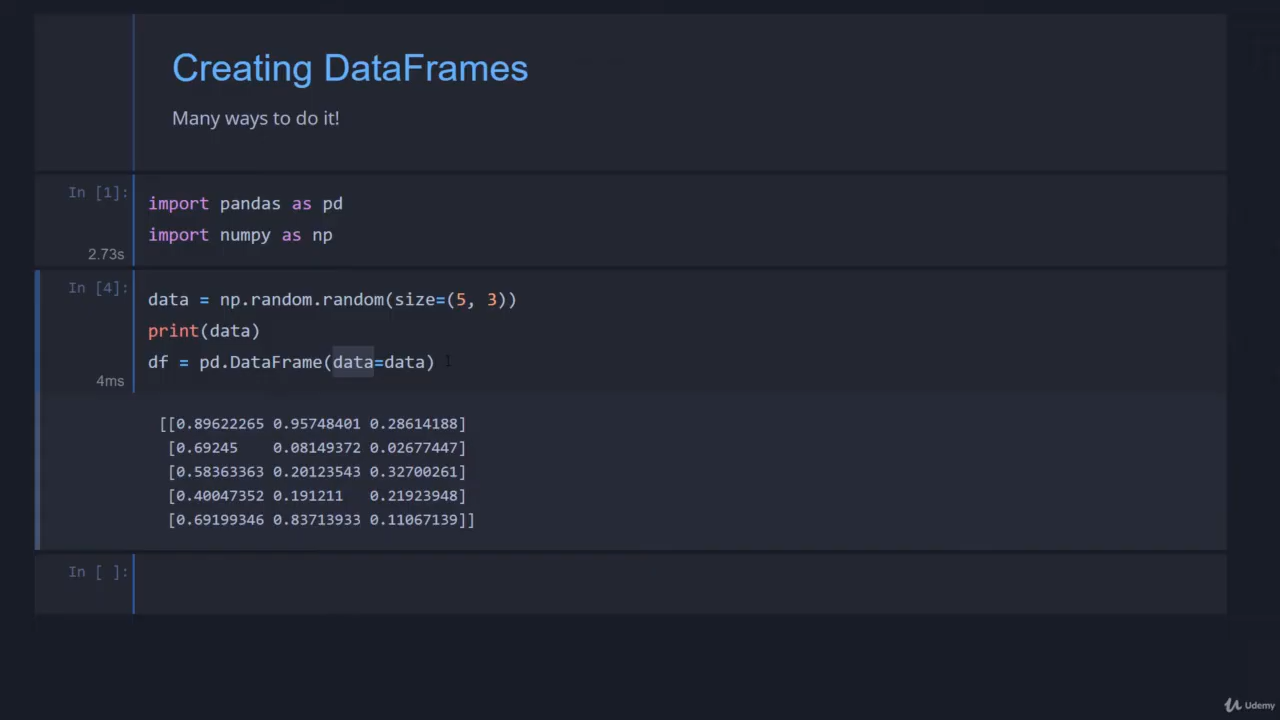 Creating DataFrames
Many ways to do it!
In [1]:
import pandas as pd
import numpy as np
2.73s
In [4]:
data = np.random.random(size=(5, 3))
print(data)
df = pd.DataFrame(data=data)
4ms
[[0.89622265 0.95748401 0.28614188]
[0.69245    0.08149372 0.02677447]
[0.58363363 0.20123543 0.32700261]
[0.40047352 0.191211   0.21923948]
[0.69199346 0.83713933 0.11067139]]
In [ ]:
Udemy